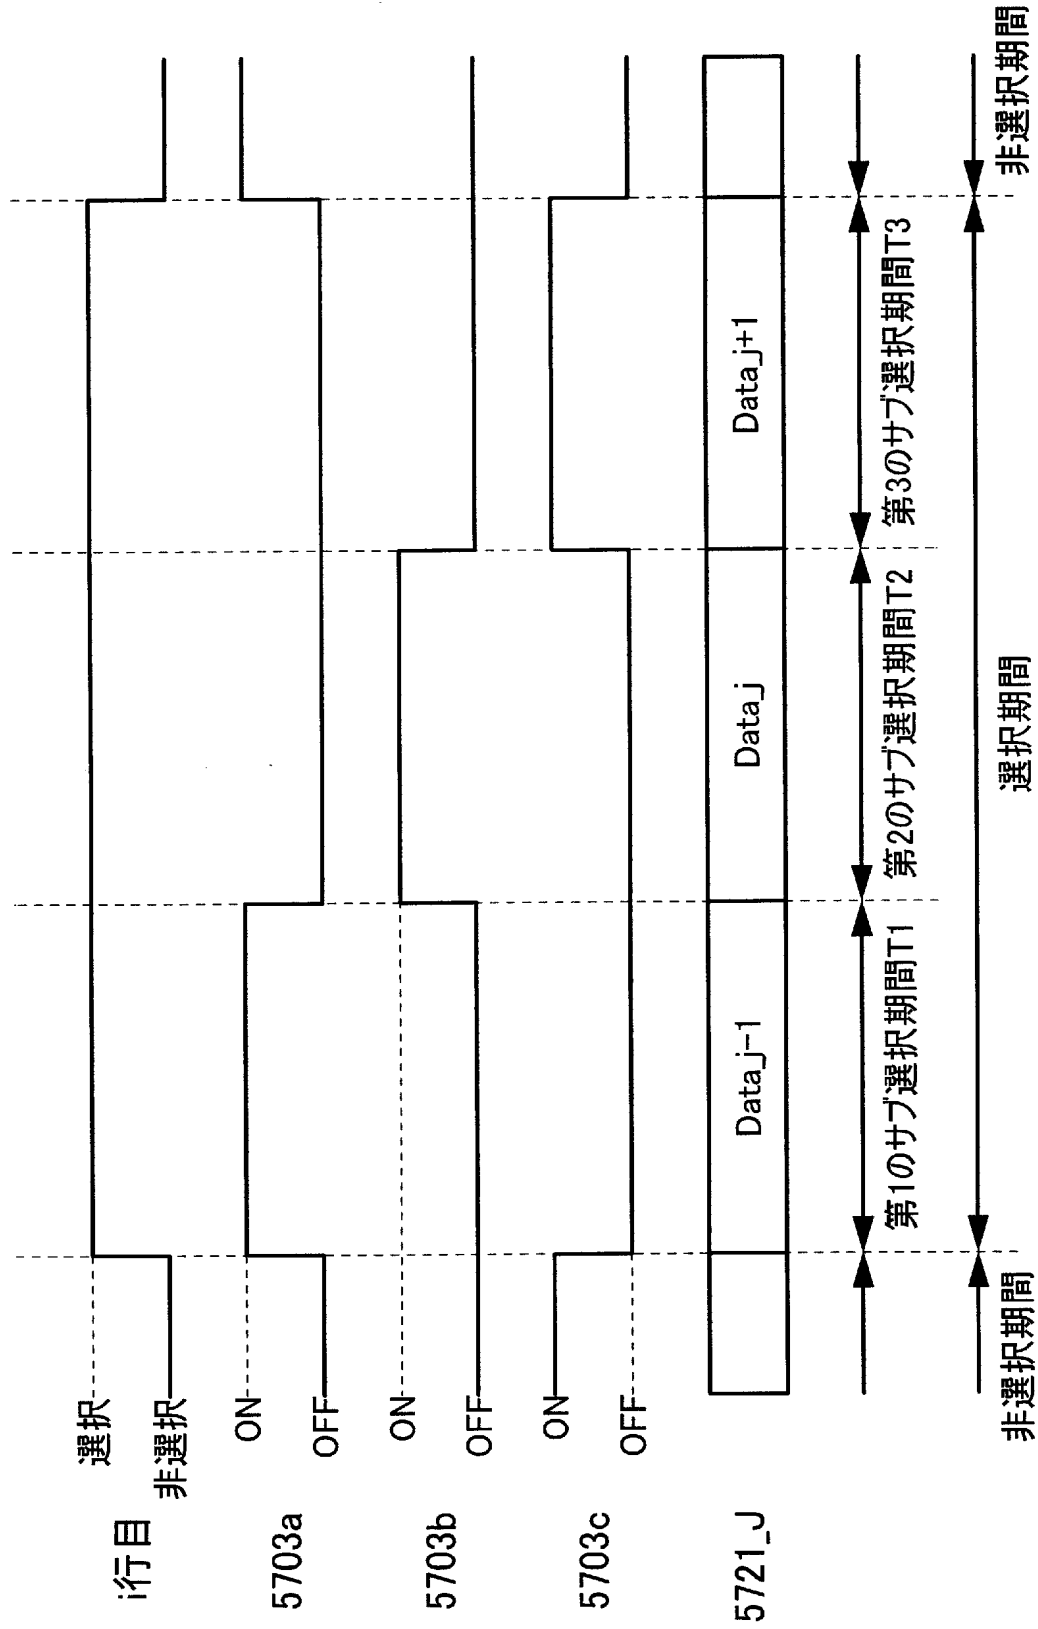 i行目
選択
非選択
5703a
ON
OFF
5703b
ON
OFF
5703c
ON
OFF
5721_J
Data_j-1
Data_j
Data_j+1
第1のサブ選択期間T1
第2のサブ選択期間T2
第3のサブ選択期間T3
非選択期間
選択期間
非選択期間